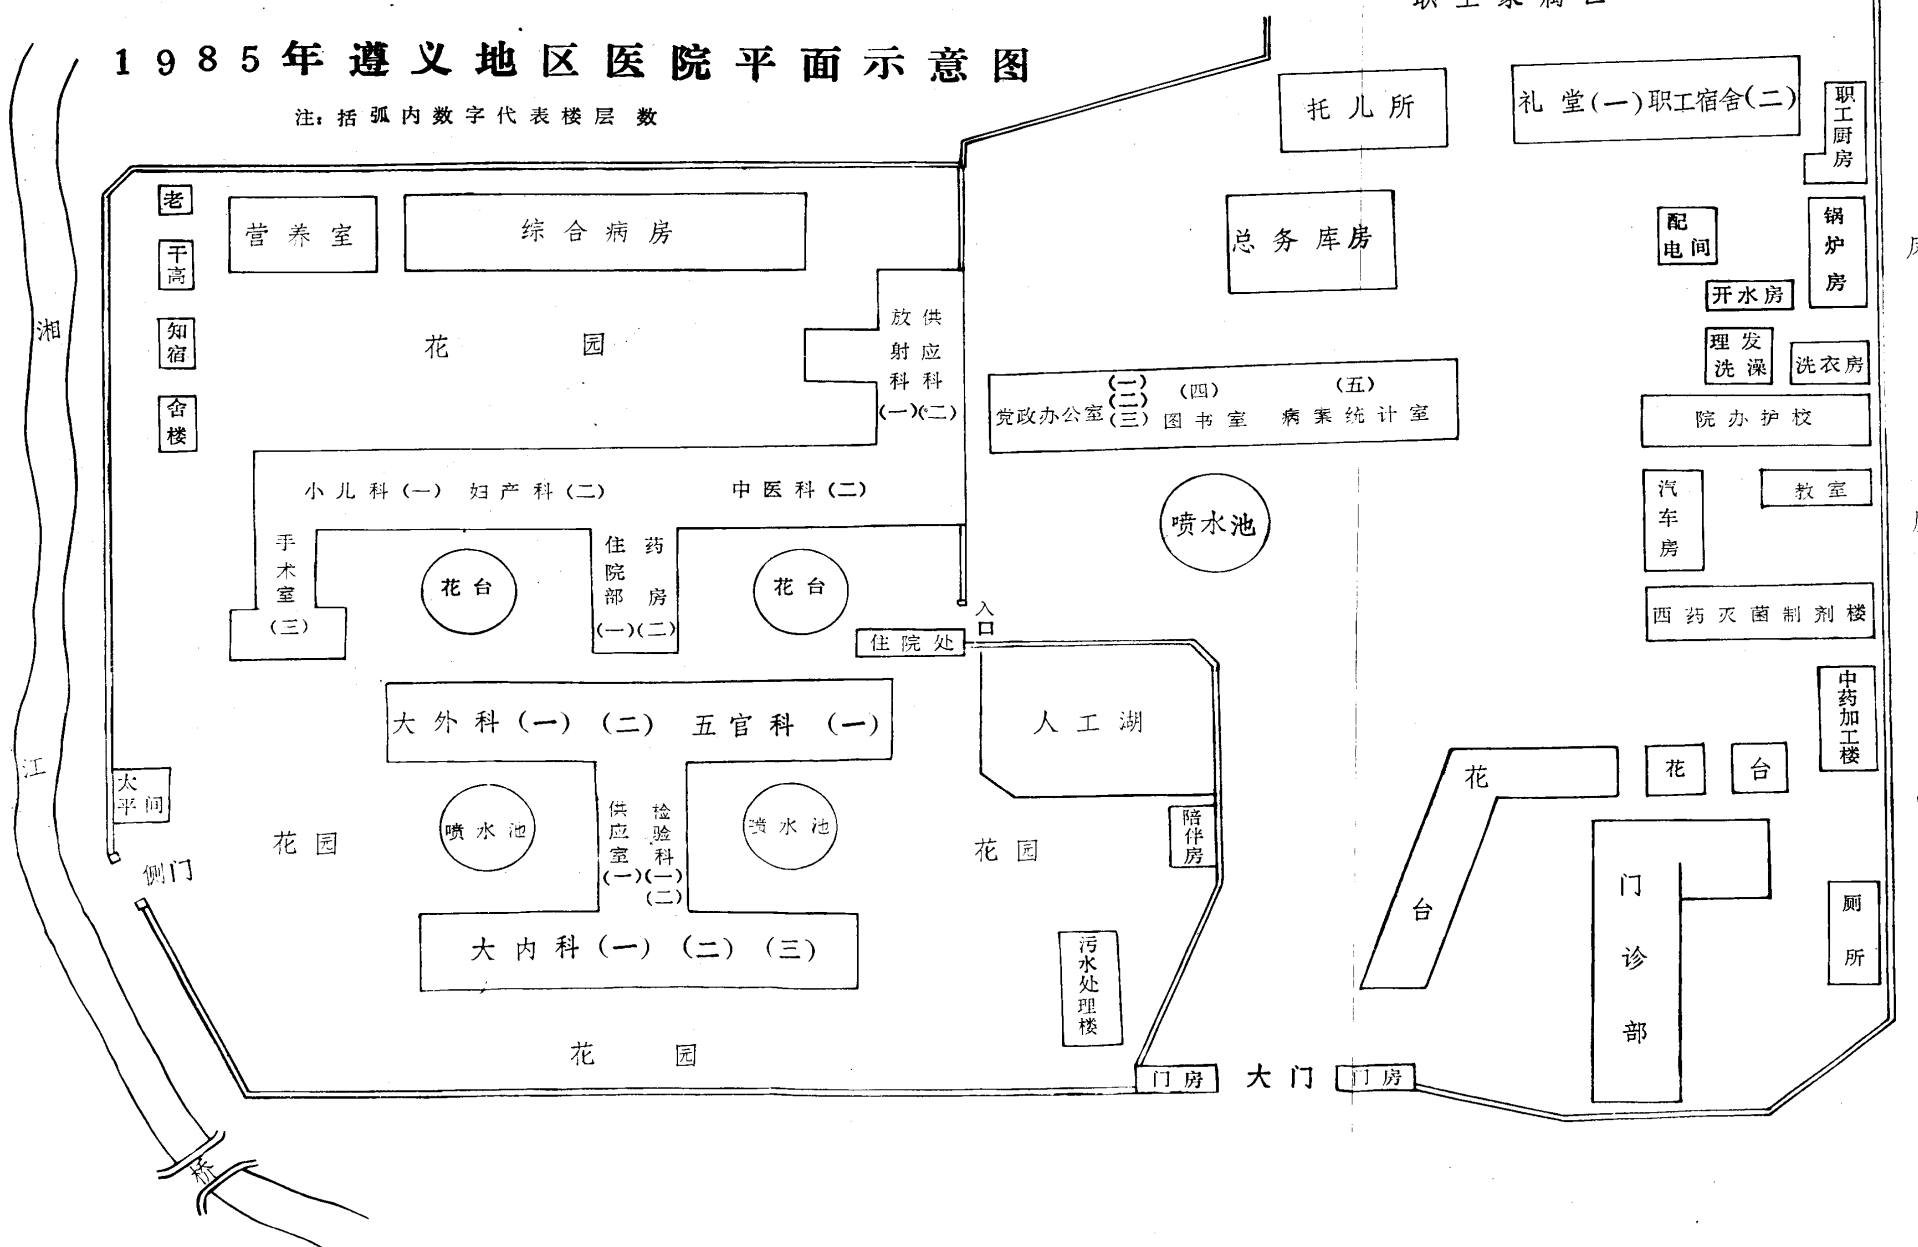 1985年遵义地区医院平面示意图
注:括弧内数字代表楼层数
托儿所
礼堂(一)职工宿舍(二)
职工厨房
老
干高
知宿
舍楼
营养室
综合病房
总务库房
配
电间
锅炉房
开水房
理发
洗澡
洗衣房
院办护校
汽车房
教室
西药灭菌制剂楼
中药加工楼
湘
江
花园
放射科(一)
供应科(二)
党政办公室(一)(二)(三)
(四)
图书室
(五)
病案统计室
喷水池
小儿科(一) 妇产科(二) 中医科(二)
手术室(三)
花台
住院部(一)
药房(二)
花台
入口
住院处
大外科(一)(二) 五官科(一)
人工湖
太
平间
侧门
花园
喷水池
供应室(一)
检验科(一)(二)
喷水池
花园
陪伴房
花台
花
台
门诊部
厕所
大内科(一)(二)(三)
污水处理楼
花园
门房
大门
门房
桥